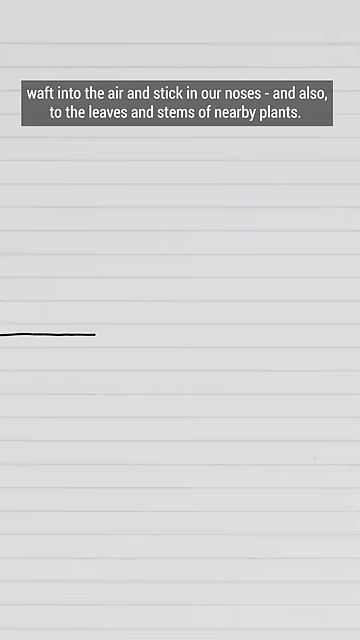 waft into the air and stick in our noses - and also,
to the leaves and stems of nearby plants.